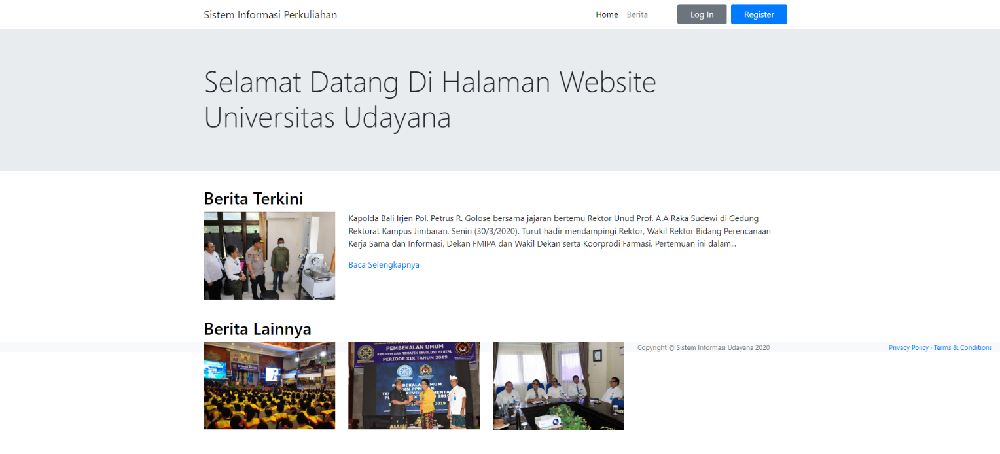 Sistem Informasi Perkuliahan
Home
Berita
Log In
Register
Selamat Datang Di Halaman Website
Universitas Udayana
Berita Terkini
Kapolda Bali Irjen Pol. Petrus R. Golose bersama jajaran bertemu Rektor Unud Prof. A.A Raka Sudewi di Gedung
Rektorat Kampus Jimbaran, Senin (30/3/2020). Turut hadir mendampingi Rektor, Wakil Rektor Bidang Perencanaan
Kerja Sama dan Informasi, Dekan FMIPA dan Wakil Dekan serta Koorprodi Farmasi. Pertemuan ini dalam...
Baca Selengkapnya
Berita Lainnya
PEMBEKALAN UMUM
KKN PPM DAN TEMATIK REVOLUSI MENTAL
PERIODE XIX TAHUN 2019
PEMBEKALAN UMUM
Copyright © Sistem Informasi Udayana 2020
Privacy Policy · Terms & Conditions